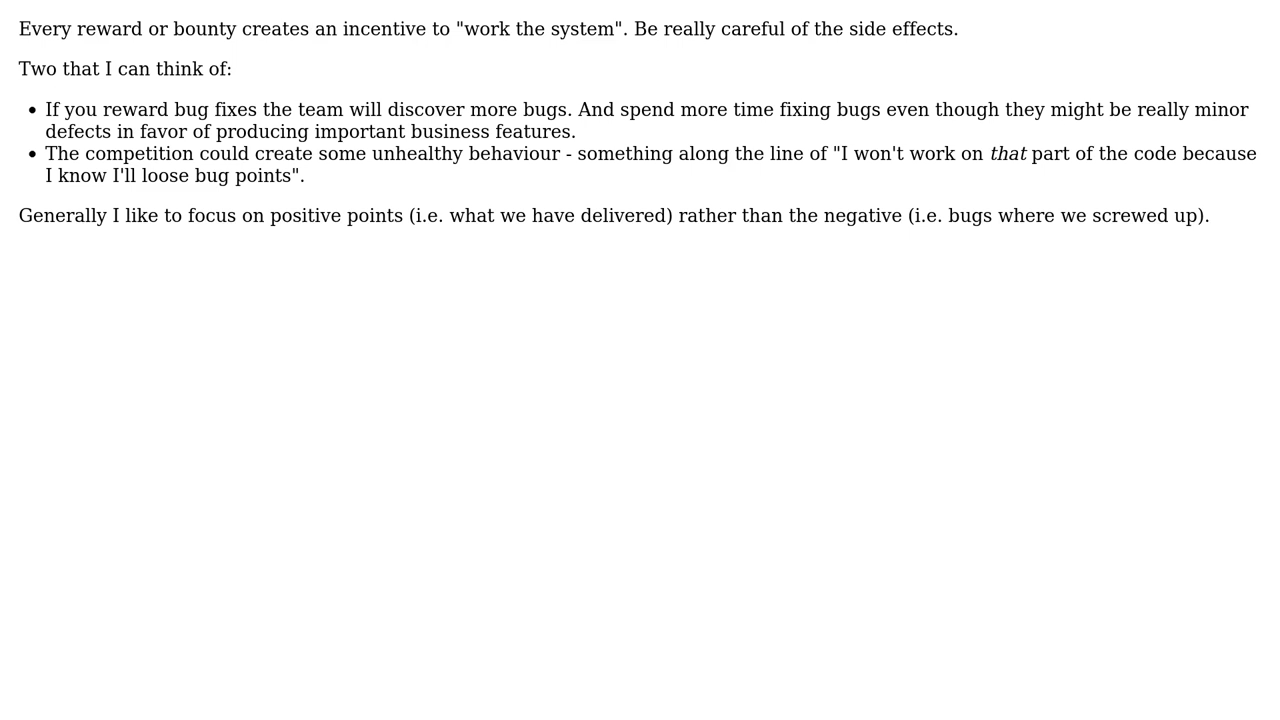 Every reward or bounty creates an incentive to "work the system". Be really careful of the side effects.
Two that I can think of:
• If you reward bug fixes the team will discover more bugs. And spend more time fixing bugs even though they might be really minor
defects in favor of producing important business features.
• The competition could create some unhealthy behaviour - something along the line of "I won't work on that part of the code because
I know I'll loose bug points".
Generally I like to focus on positive points (i.e. what we have delivered) rather than the negative (i.e. bugs where we screwed up).